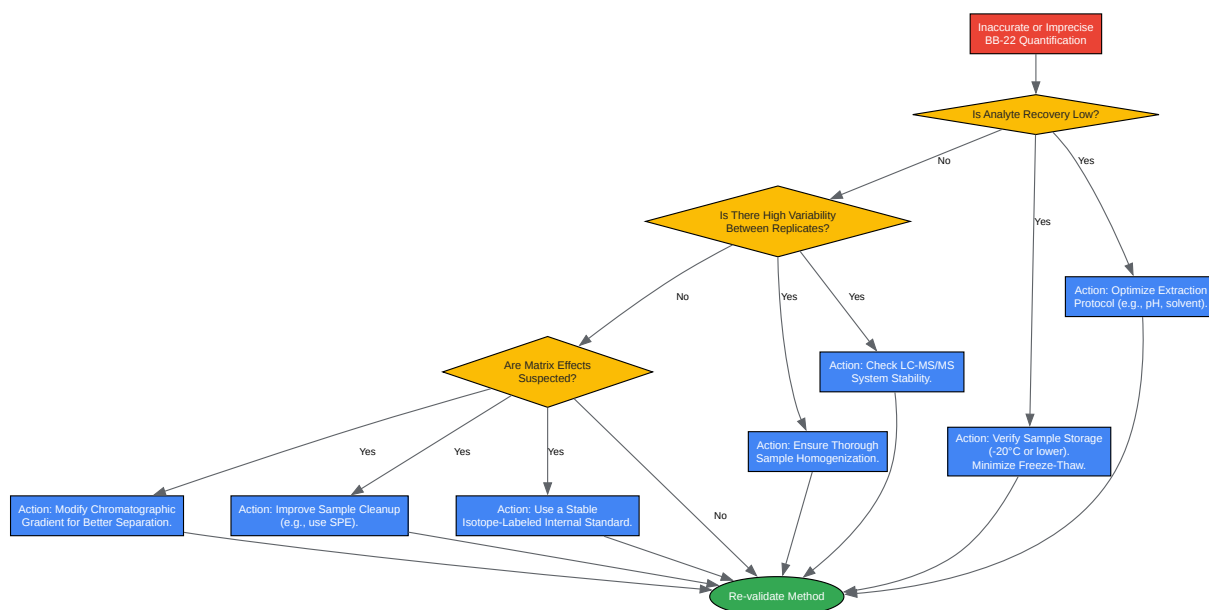 Inaccurate or Imprecise
BB-22 Quantification
Is Analyte Recovery Low?
No
Yes
Is There High Variability
Between Replicates?
Yes
Action: Optimize Extraction
Protocol (e.g., pH, solvent).
No
Yes
Yes
Are Matrix Effects
Suspected?
Action: Check LC-MS/MS
System Stability.
Action: Ensure Thorough
Sample Homogenization.
Action: Verify Sample Storage
(-20°C or lower).
Minimize Freeze-Thaw.
Yes
Yes
Yes
No
Action: Modify Chromatographic
Gradient for Better Separation.
Action: Improve Sample Cleanup
(e.g., use SPE).
Action: Use a Stable
Isotope-Labeled Internal Standard.
Re-validate Method